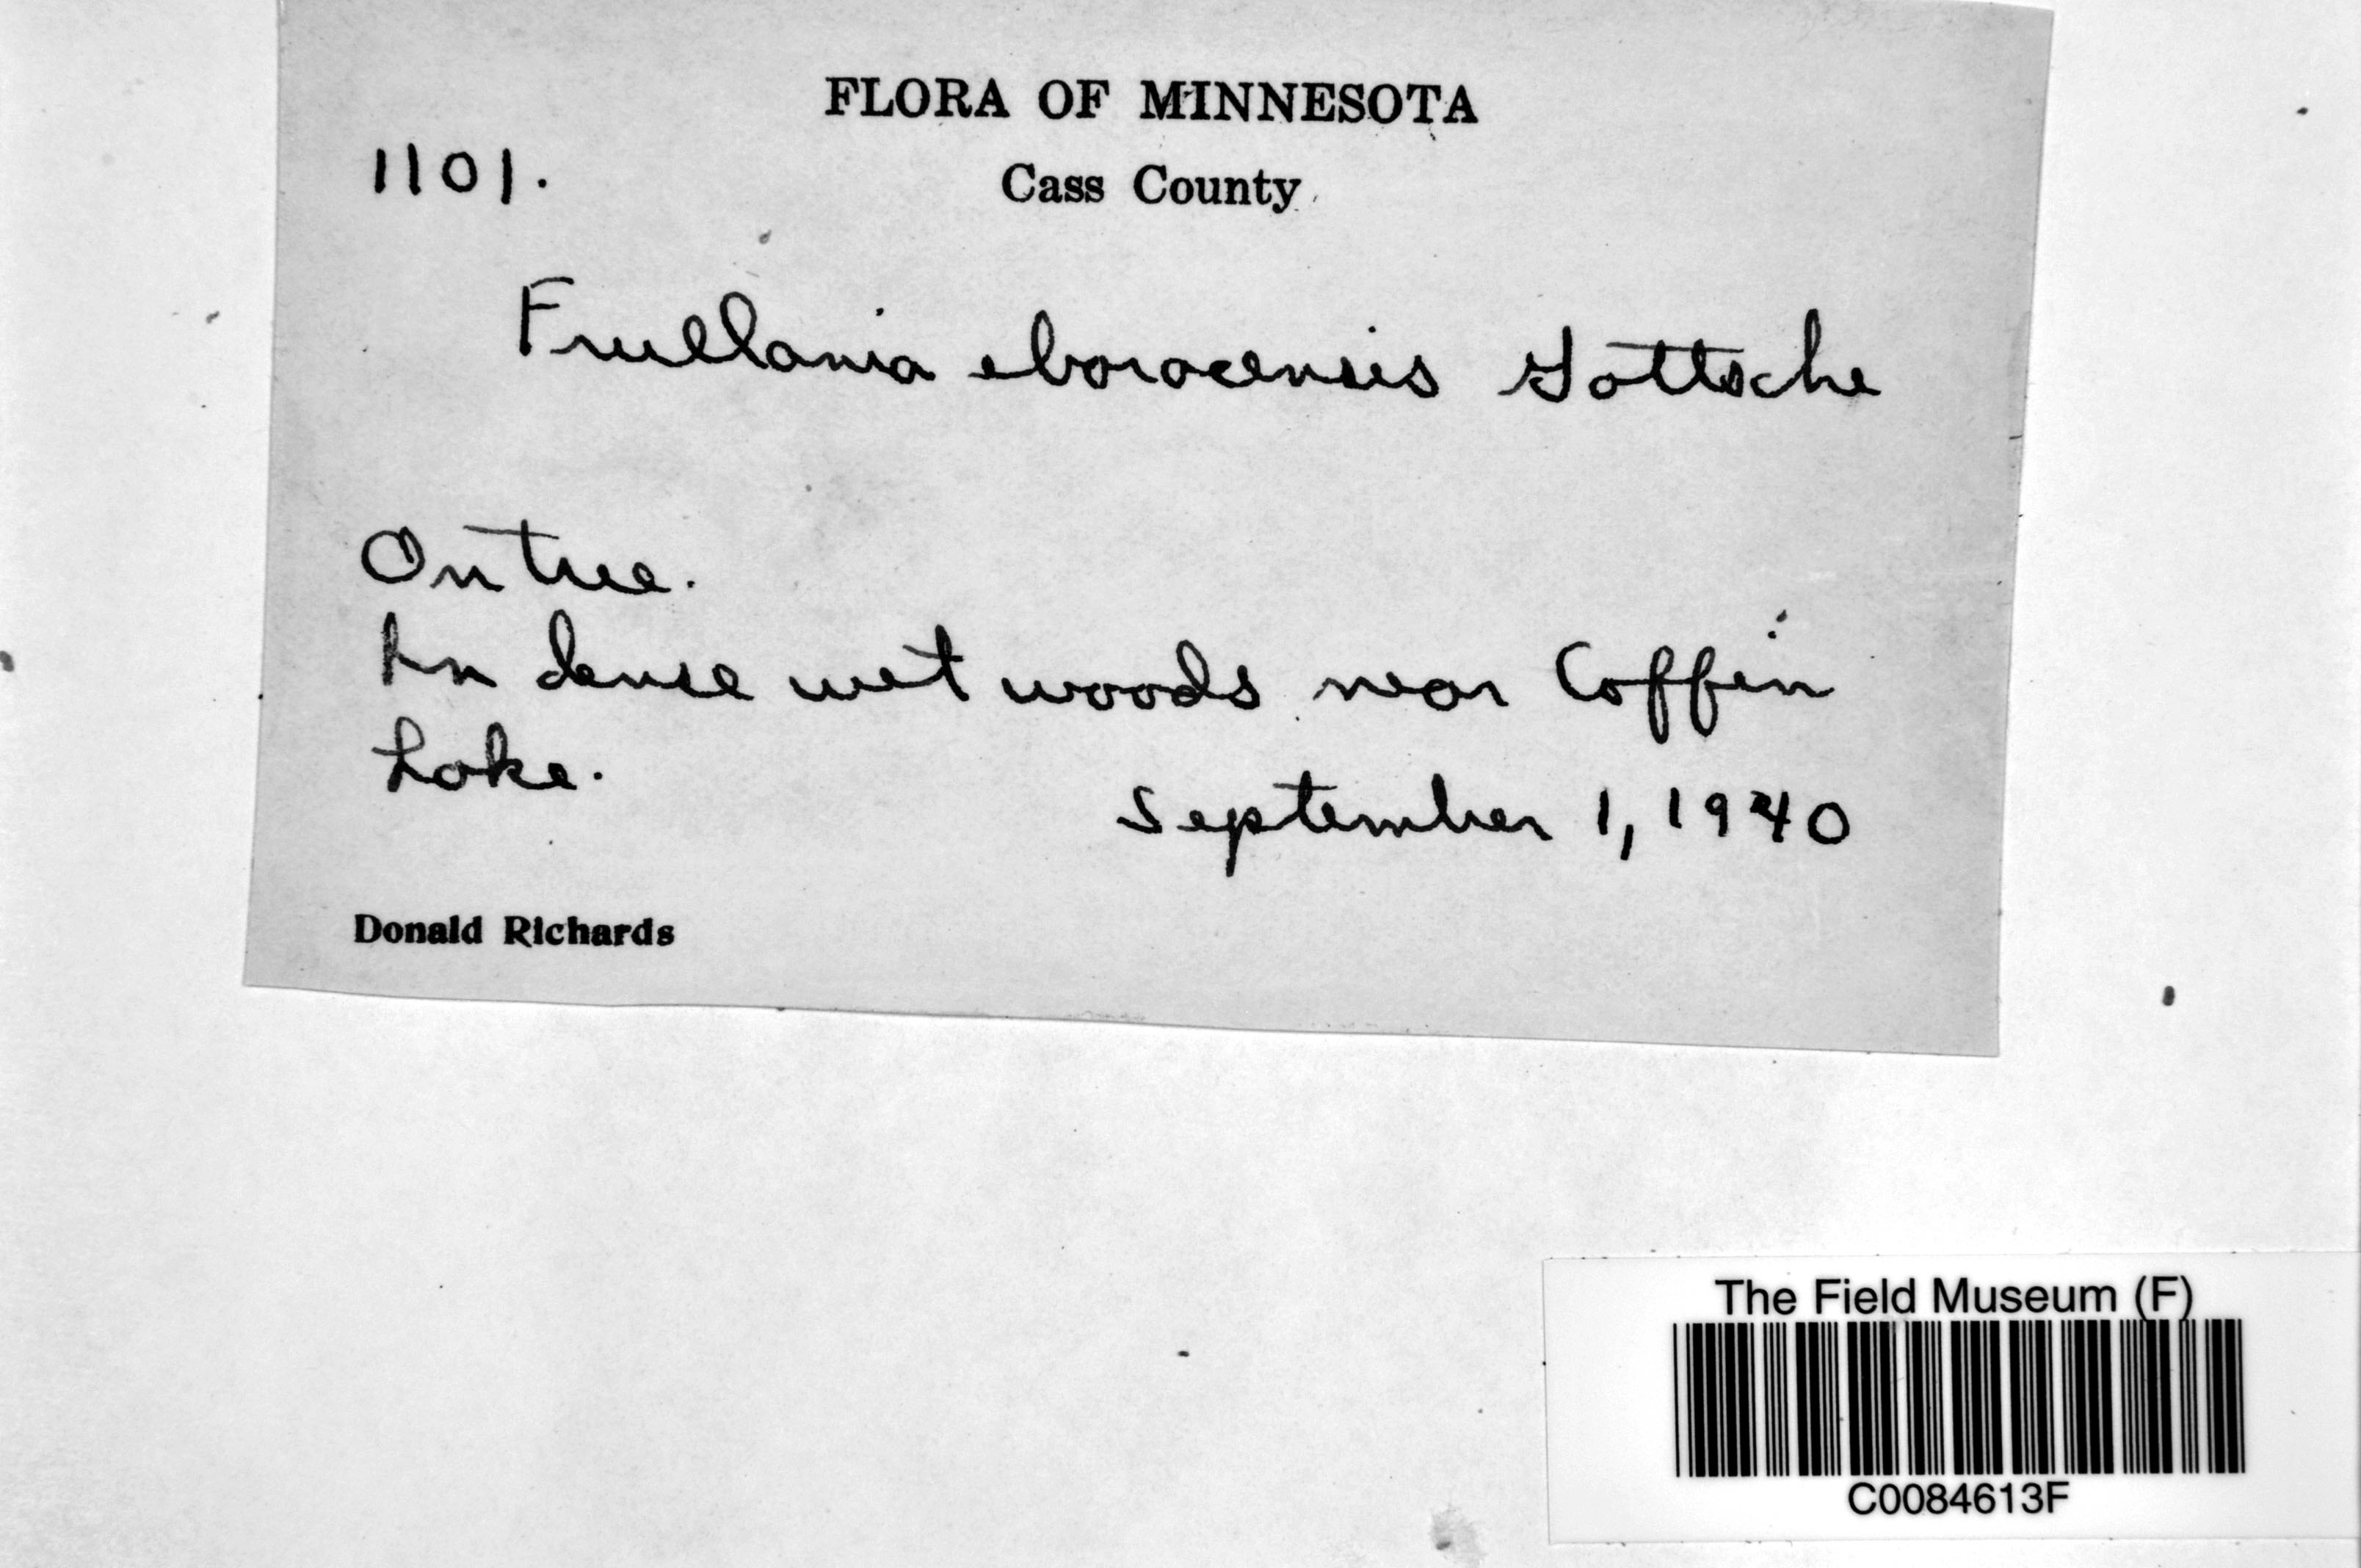 FLORA OF MINNESOTA
1101.
Cass County
Frullania eboracensis Gottsche
On tree.
In dense wet woods near Coffin
Lake.
September 1, 1940
Donald Richards
The Field Museum (F)
C0084613F